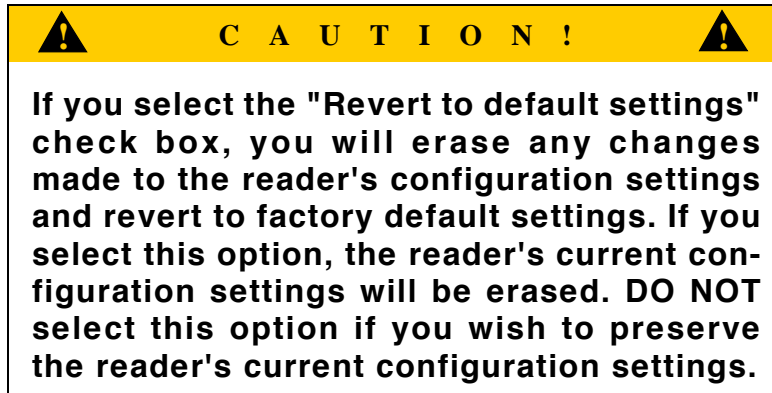 CAUTION!
If you select the "Revert to default settings"
check box, you will erase any changes
made to the reader's configuration settings
and revert to factory default settings. If you
select this option, the reader's current con-
figuration settings will be erased. DO NOT
select this option if you wish to preserve
the reader's current configuration settings.